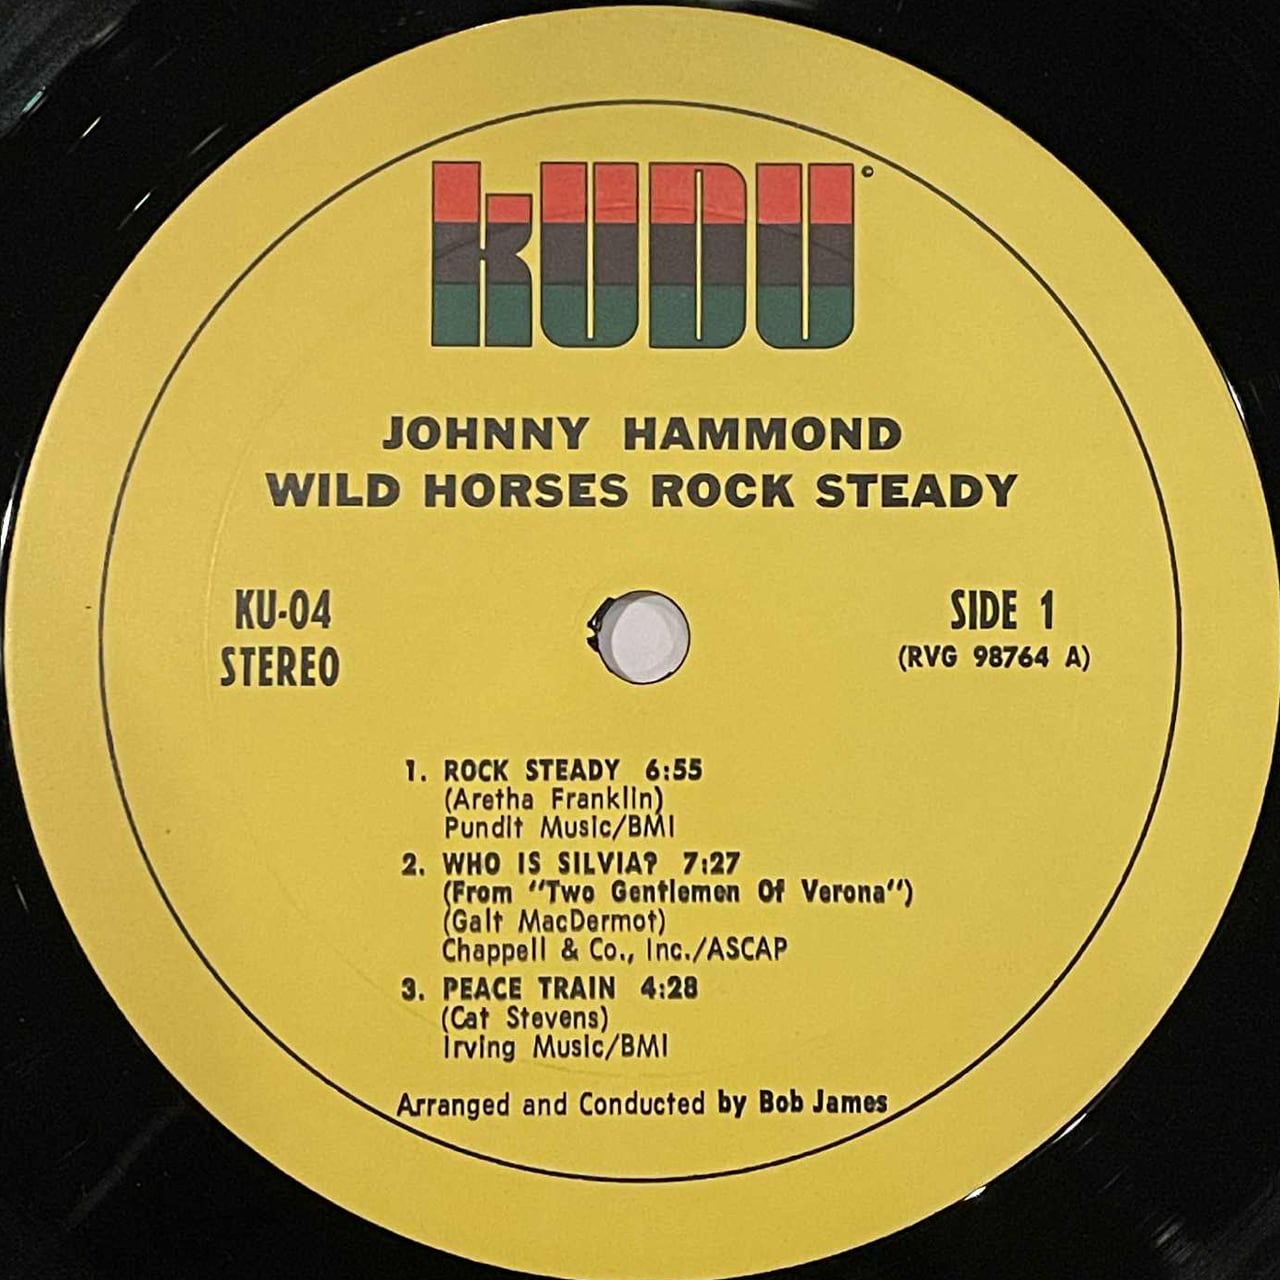 kUDU ©
JOHNNY HAMMOND
WILD HORSES ROCK STEADY
KU-04
STEREO
SIDE 1
(RVG 98764 A)
1. ROCK STEADY 6:55
(Aretha Franklin)
Pundit Music/BMI
2. WHO IS SILVIA? 7:27
(From "Two Gentlemen Of Verona")
(Galt MacDermot)
Chappell & Co., Inc./ASCAP
3. PEACE TRAIN 4:28
(Cat Stevens)
Irving Music/BMI
Arranged and Conducted by Bob James